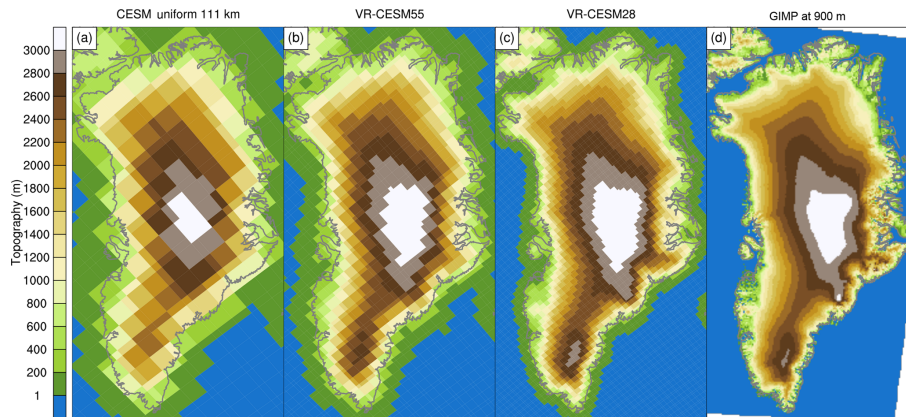 CESM uniform 111 km
VR-CESM55
VR-CESM28
GIMP at 900 m
(a)
(b)
(c)
(d)
Topography (m)
3000
2800
2600
2400
2200
2000
1800
1600
1400
1200
1000
800
600
400
200
1